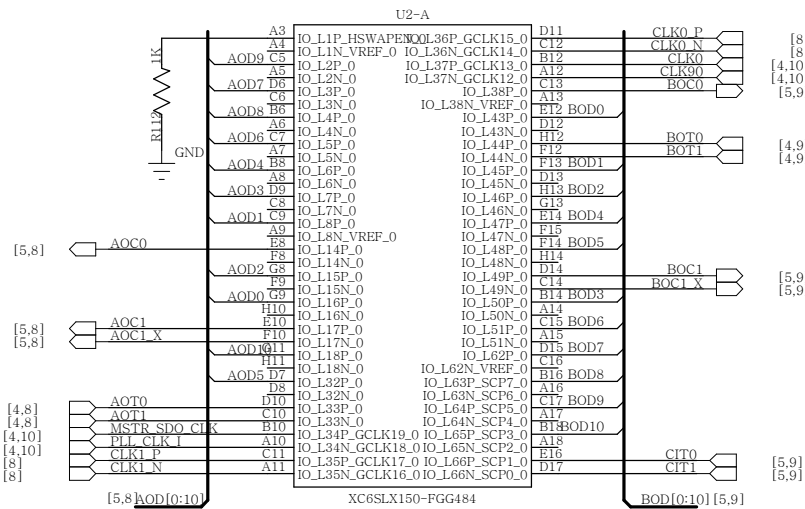 U2-A
A3 IO_L1P_HSWAPEN_0 IO_L36P_GCLK15_0 D11 CLK0_P [8
A4 IO_L1N_VREF_0 IO_L36N_GCLK14_0 C12 CLK0_N [8
AOD9 C5 IO_L2P_0 IO_L37P_GCLK13_0 B12 CLK0 [4,10
A5 IO_L2N_0 IO_L37N_GCLK12_0 A12 CLK90 [4,10
1K AOD7 D6 IO_L3P_0 IO_L38P_0 C13 BOC0 [5,9
C6 IO_L3N_0 IO_L38N_VREF_0 A13
AOD8 B6 IO_L4P_0 IO_L43P_0 E12 BOD0
A6 IO_L4N_0 IO_L43N_0 D12
R112 AOD6 C7 IO_L5P_0 IO_L44P_0 H12 BOT0 [4,9
GND A7 IO_L5N_0 IO_L44N_0 F12 BOT1 [4,9
AOD4 B8 IO_L6P_0 IO_L45P_0 F13 BOD1
A8 IO_L6N_0 IO_L45N_0 D13
AOD3 D9 IO_L7P_0 IO_L46P_0 H13 BOD2
C8 IO_L7N_0 IO_L46N_0 G13
AOD1 C9 IO_L8P_0 IO_L47P_0 E14 BOD4
A9 IO_L8N_VREF_0 IO_L47N_0 F15
[5,8] AOC0 E8 IO_L14P_0 IO_L48P_0 F14 BOD5
F8 IO_L14N_0 IO_L48N_0 H14
AOD2 G8 IO_L15P_0 IO_L49P_0 D14 BOC1 [5,9
F9 IO_L15N_0 IO_L49N_0 C14 BOC1_X [5,9
AOD0 G9 IO_L16P_0 IO_L50P_0 B14 BOD3
H10 IO_L16N_0 IO_L50N_0 A14
[5,8] AOC1 E10 IO_L17P_0 IO_L51P_0 C15 BOD6
[5,8] AOC1_X F10 IO_L17N_0 IO_L51N_0 A15
AOD10 G11 IO_L18P_0 IO_L62P_0 D15 BOD7
H11 IO_L18N_0 IO_L62N_VREF_0 C16
AOD5 D7 IO_L32P_0 IO_L63P_SCP7_0 B16 BOD8
D8 IO_L32N_0 IO_L63N_SCP6_0 A16
[4,8] AOT0 D10 IO_L33P_0 IO_L64P_SCP5_0 C17 BOD9
[4,8] AOT1 C10 IO_L33N_0 IO_L64N_SCP4_0 A17
[4,10] MSTR_SDO_CLK B10 IO_L34P_GCLK19_0 IO_L65P_SCP3_0 B18 BOD10
[4,10] PLL_CLK_I A10 IO_L34N_GCLK18_0 IO_L65N_SCP2_0 A18
[8] CLK1_P C11 IO_L35P_GCLK17_0 IO_L66P_SCP1_0 E16 CIT0 [5,9]
[8] CLK1_N A11 IO_L35N_GCLK16_0 IO_L66N_SCP0_0 D17 CIT1 [5,9]
[5,8] AOD[0:10] XC6SLX150-FGG484 BOD[0:10] [5,9]